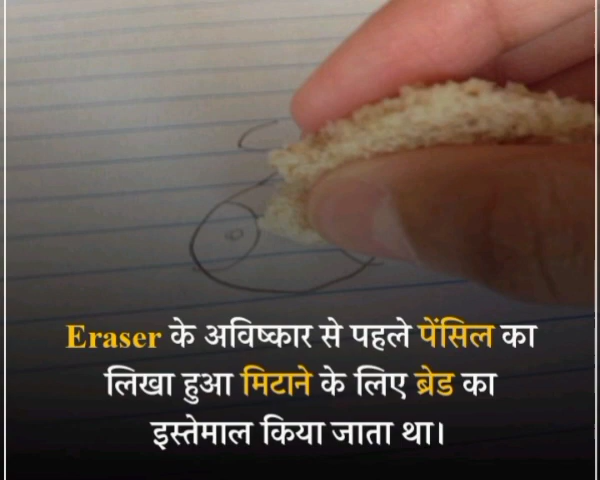 Eraser के अविष्कार से पहले पेंसिल का
लिखा हुआ मिटाने के लिए ब्रेड का
इस्तेमाल किया जाता था।